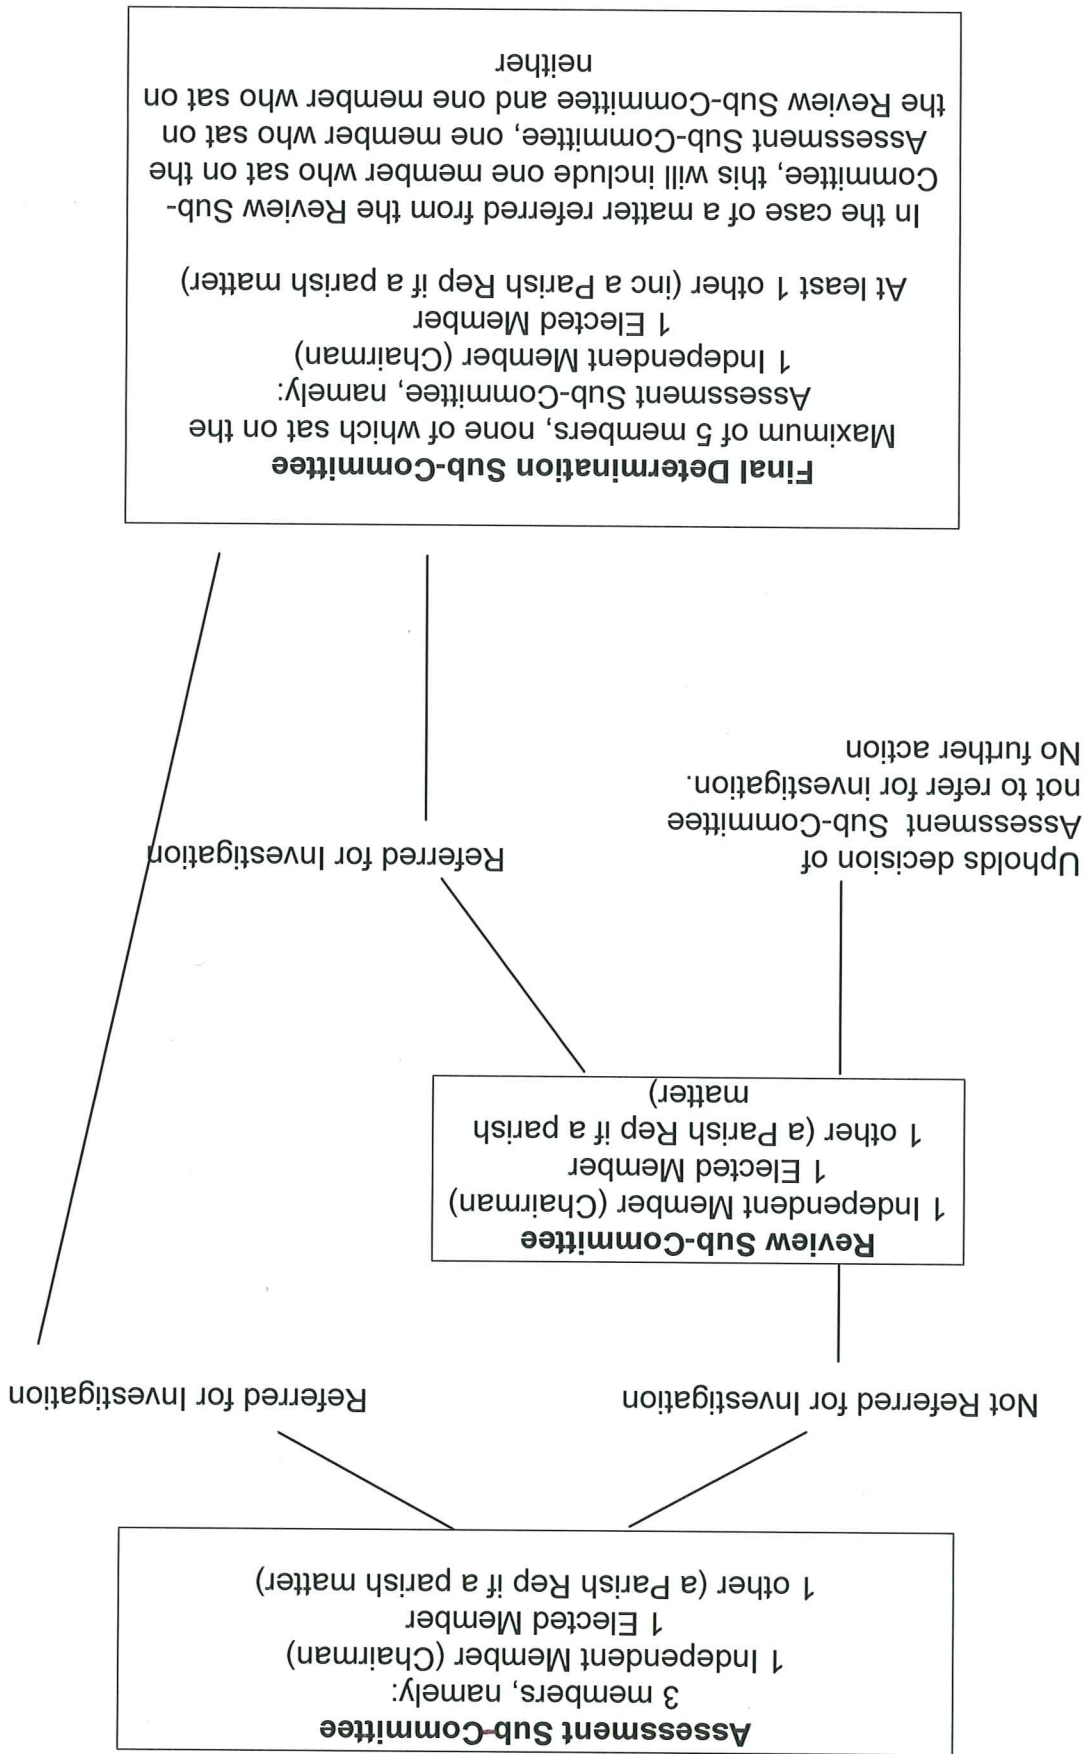 Assessment Sub-Committee
3 members, namely:
1 Independent Member (Chairman)
1 Elected Member
1 other (a Parish Rep if a parish matter)
Not Referred for Investigation
Referred for Investigation
Review Sub-Committee
1 Independent Member (Chairman)
1 Elected Member
1 other (a Parish Rep if a parish
matter)
Upholds decision of
Assessment Sub-Committee
not to refer for investigation.
No further action
Referred for Investigation
Final Determination Sub-Committee
Maximum of 5 members, none of which sat on the
Assessment Sub-Committee, namely:
1 Independent Member (Chairman)
1 Elected Member
At least 1 other (inc a Parish Rep if a parish matter)
In the case of a matter referred from the Review Sub-
Committee, this will include one member who sat on the
Assessment Sub-Committee, one member who sat on
the Review Sub-Committee and one member who sat on
neither